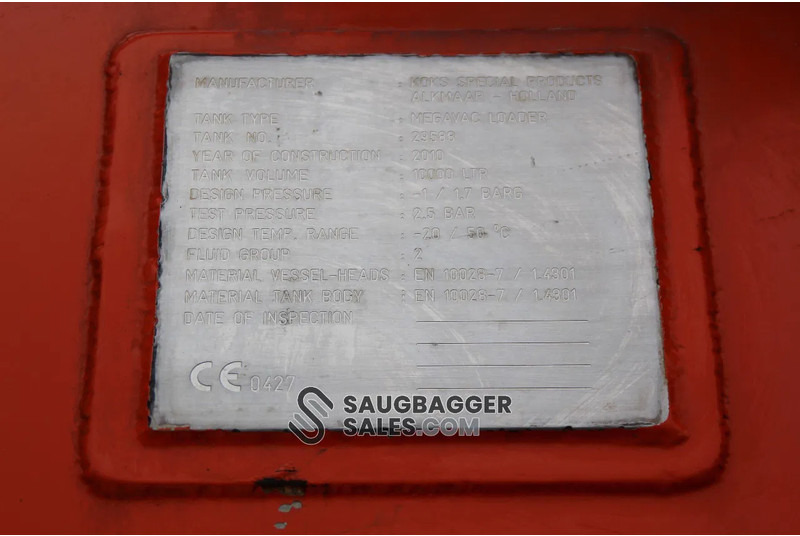 MANUFACTURER : KOKS SPECIAL PRODUCTS
ALKMAAR - HOLLAND
TANK TYPE : MEGAVAC LOADER
TANK NO. :
YEAR OF CONSTRUCTION : 2010
TANK VOLUME : 10000 LTR
DESIGN PRESSURE : -1 / 1.7 BARG
TEST PRESSURE : 2.6 BAR
DESIGN TEMP. RANGE : -20 / 50 °C
FLUID GROUP : 2
MATERIAL VESSEL-HEADS : EN 10028-7 / 1.4301
MATERIAL TANK BODY : EN 10028-7 / 1.4301
DATE OF INSPECTION
CE 0427
SAUGBAGGER
SALES.COM